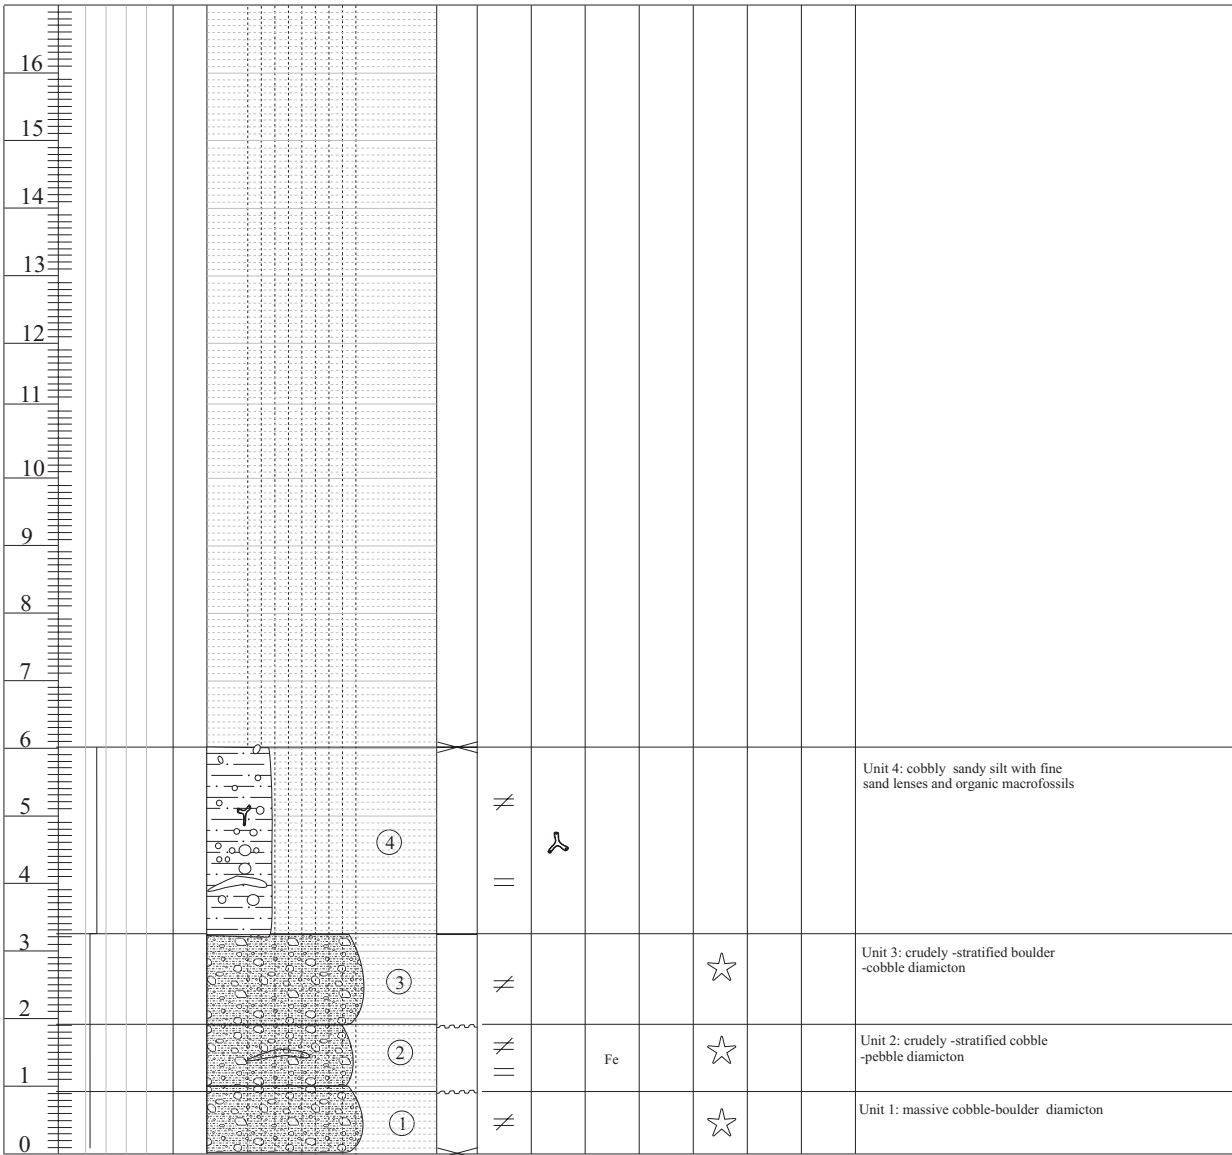 16
15
14
13
12
11
10
9
8
7
6
Unit 4: cobbly sandy silt with fine
sand lenses and organic macrofossils
5
4
4
3
Unit 3: crudely -stratified boulder
-cobble diamicton
3
2
Unit 2: crudely -stratified cobble
-pebble diamicton
2
Fe
1
Unit 1: massive cobble-boulder diamicton
1
0